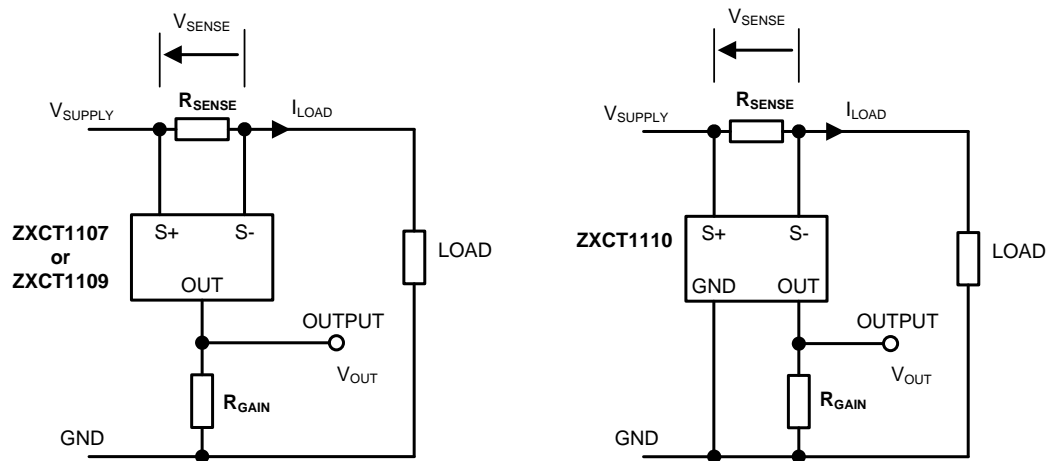 VSENSE
RSENSE
VSUPPLY
ILOAD
ZXCT1107
or
ZXCT1109
S+ S-
OUT
LOAD
OUTPUT
VOUT
RGAIN
GND
VSENSE
RSENSE
VSUPPLY
ILOAD
ZXCT1110
S+ S-
GND OUT
LOAD
OUTPUT
VOUT
RGAIN
GND